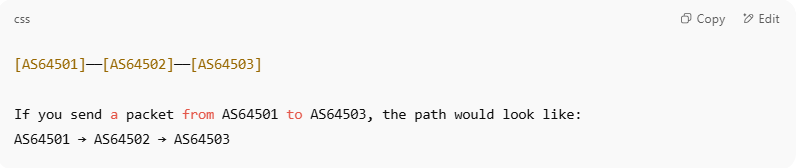 css
Copy
Edit
[AS64501]──[AS64502]──[AS64503]
If you send a packet from AS64501 to AS64503, the path would look like:
AS64501 → AS64502 → AS64503